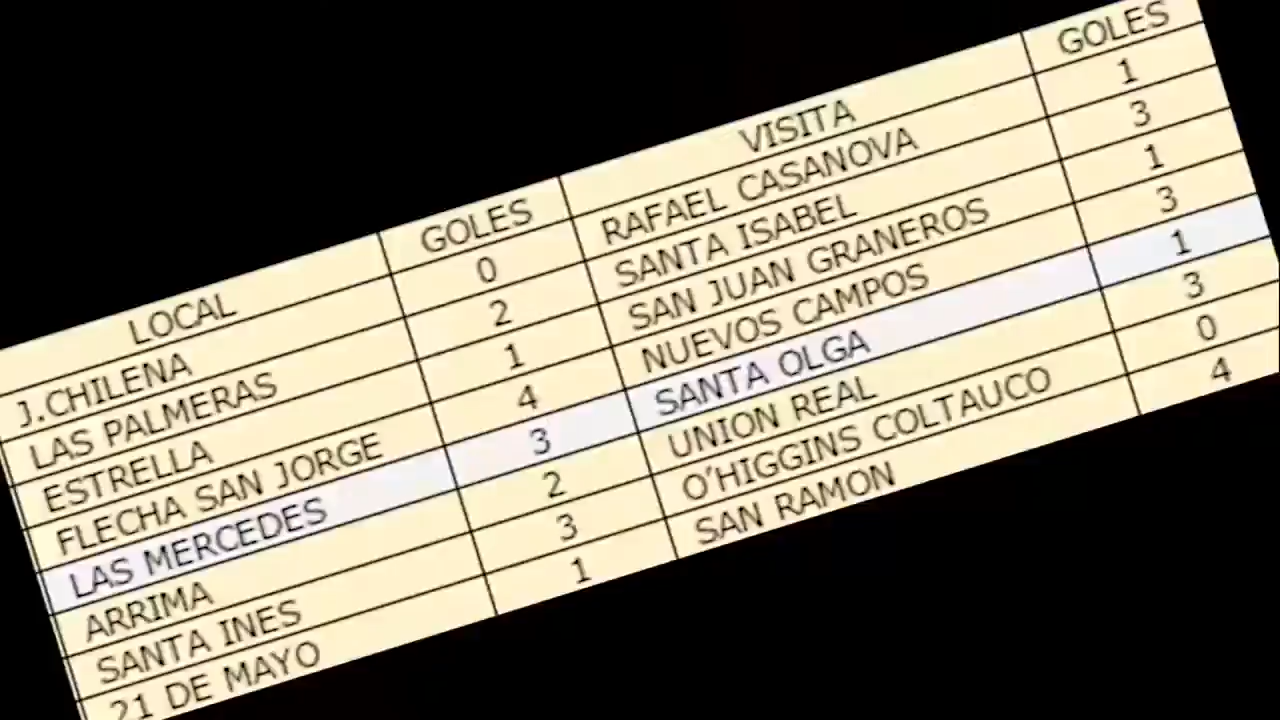 LOCAL GOLES VISITA GOLES
J.CHILENA 0 RAFAEL CASANOVA 1
LAS PALMERAS 2 SANTA ISABEL 3
ESTRELLA 1 SAN JUAN GRANEROS 1
FLECHA SAN JORGE 4 NUEVOS CAMPOS 3
LAS MERCEDES 3 SANTA OLGA 1
ARRIMA 2 UNION REAL 3
SANTA INES 3 O'HIGGINS COLTAUCO 0
21 DE MAYO 1 SAN RAMON 4